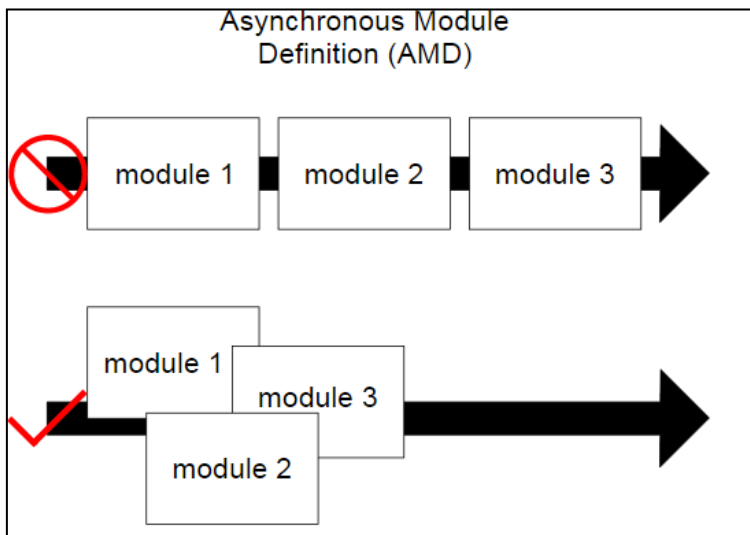 Asynchronous Module
Definition (AMD)
module 1
module 2
module 3
module 1
module 3
module 2